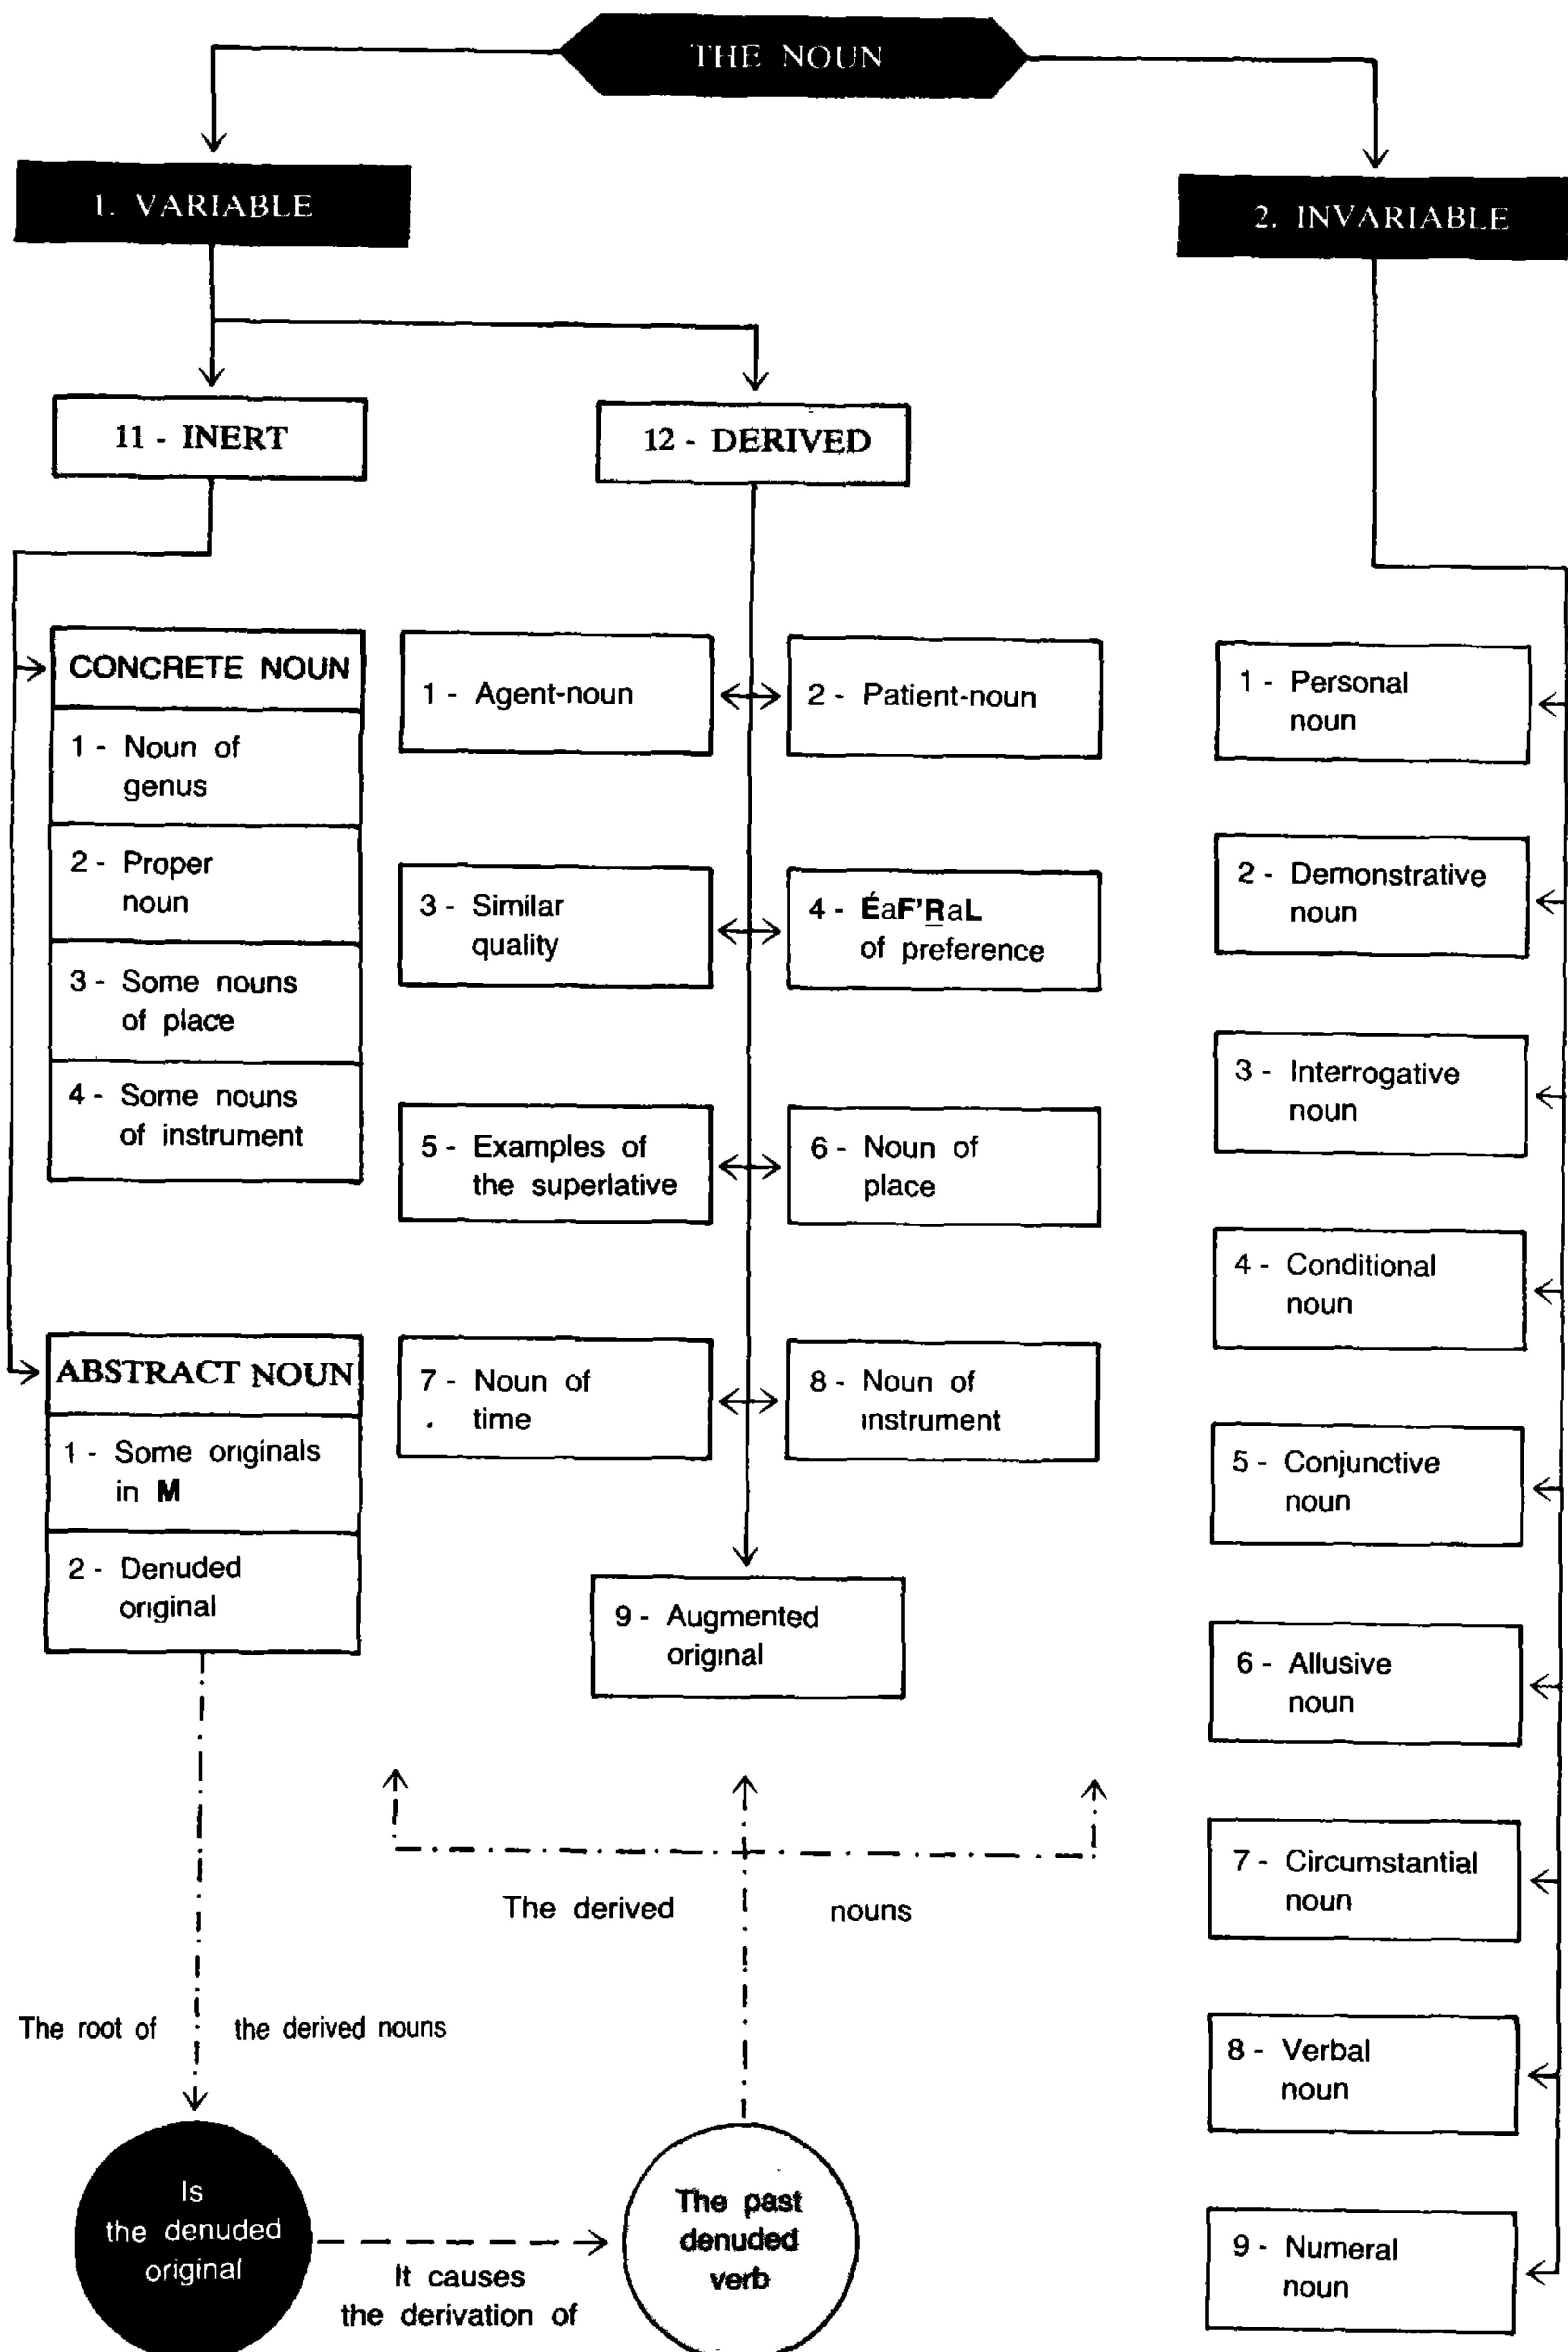 THE NOUN
1. VARIABLE
2. INVARIABLE
11 - INERT
12 - DERIVED
CONCRETE NOUN
1 - Noun of
genus
2 - Proper
noun
3 - Some nouns
of place
4 - Some nouns
of instrument
ABSTRACT NOUN
1 - Some originals
in M
2 - Denuded
original
1 - Agent-noun
2 - Patient-noun
3 - Similar
quality
4 - ÉaF'RaL
of preference
5 - Examples of
the superlative
6 - Noun of
place
7 - Noun of
time
8 - Noun of
instrument
9 - Augmented
original
1 - Personal
noun
2 - Demonstrative
noun
3 - Interrogative
noun
4 - Conditional
noun
5 - Conjunctive
noun
6 - Allusive
noun
7 - Circumstantial
noun
8 - Verbal
noun
9 - Numeral
noun
The derived nouns
The root of the derived nouns
Is
the denuded
original
It causes
the derivation of
The past
denuded
verb